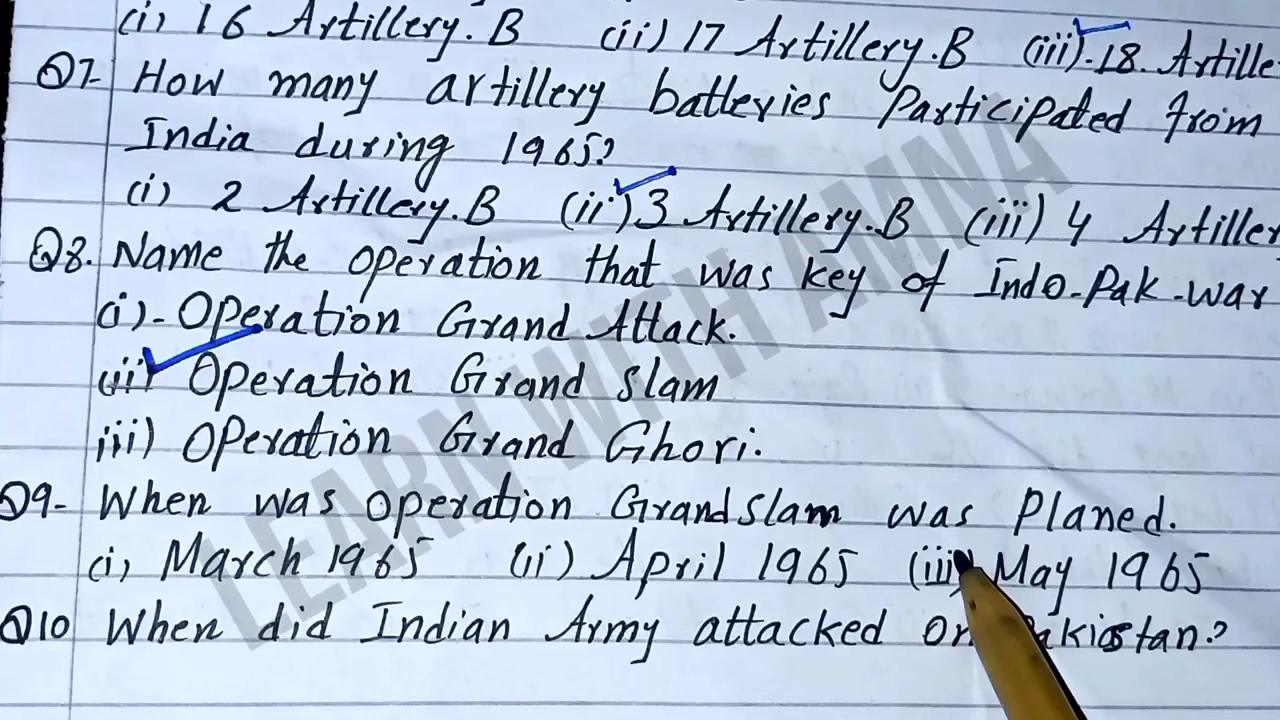 (i) 16 Artillery.B (ii) 17 Artillery.B (iii).18. Artille
Q7- How many artillery batteries Participated from
India during 1965?
(i) 2 Artillery.B (ii) 3 Artillery.B (iii) 4 Artiller
Q8. Name the operation that was key of Indo-Pak-war
(i)- Operation Grand Attack.
(ii) Operation Grand Slam
iii) Operation Grand Ghori.
Q9- When was operation GrandSlam was Planed.
(i) March 1965 (ii) April 1965 (iii) May 1965
Q10 When did Indian Army attacked on Pakistan?
LEARN WITH AMNA